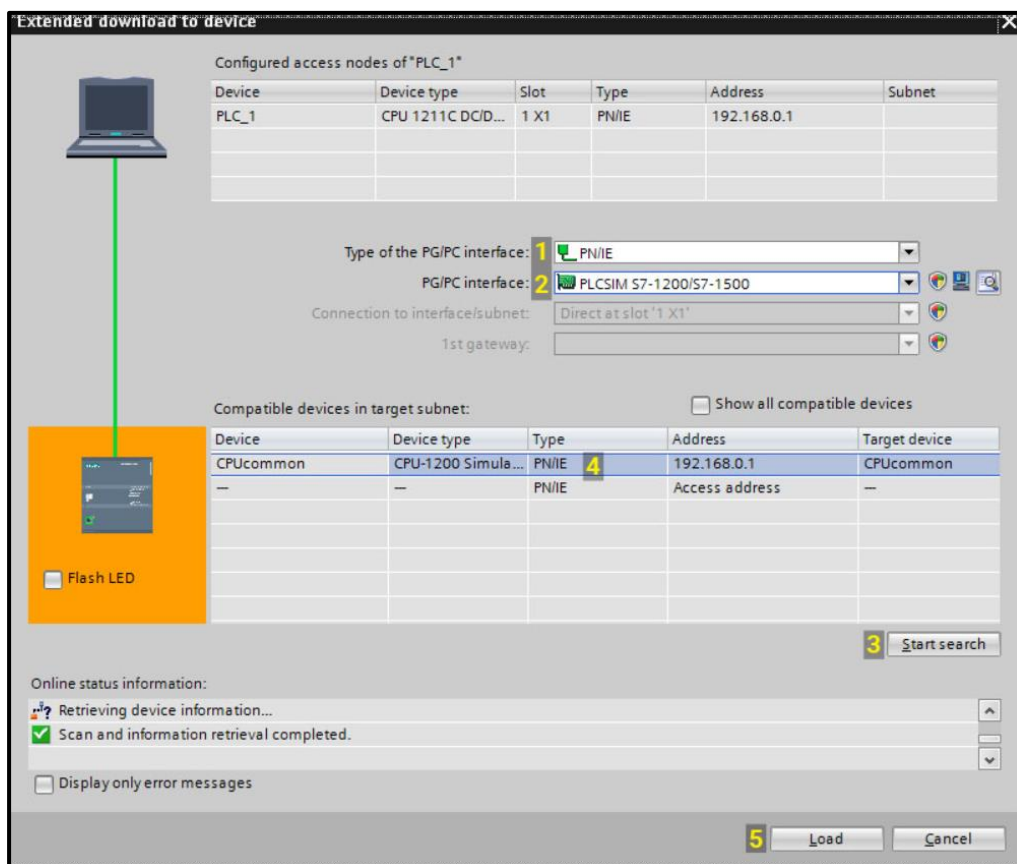 Extended download to device
Configured access nodes of "PLC_1"
Device Device type Slot Type Address Subnet
PLC_1 CPU 1211C DC/D... 1 X1 PN/IE 192.168.0.1
Type of the PG/PC interface: 1 PN/IE
PG/PC interface: 2 PLCSIM S7-1200/S7-1500
Connection to interface/subnet: Direct at slot '1 X1'
1st gateway:
Compatible devices in target subnet: Show all compatible devices
Device Device type Type Address Target device
CPUcommon CPU-1200 Simula... PN/IE 4 192.168.0.1 CPUcommon
— — PN/IE Access address —
Flash LED
3 Start search
Online status information:
Retrieving device information...
Scan and information retrieval completed.
Display only error messages
5 Load Cancel